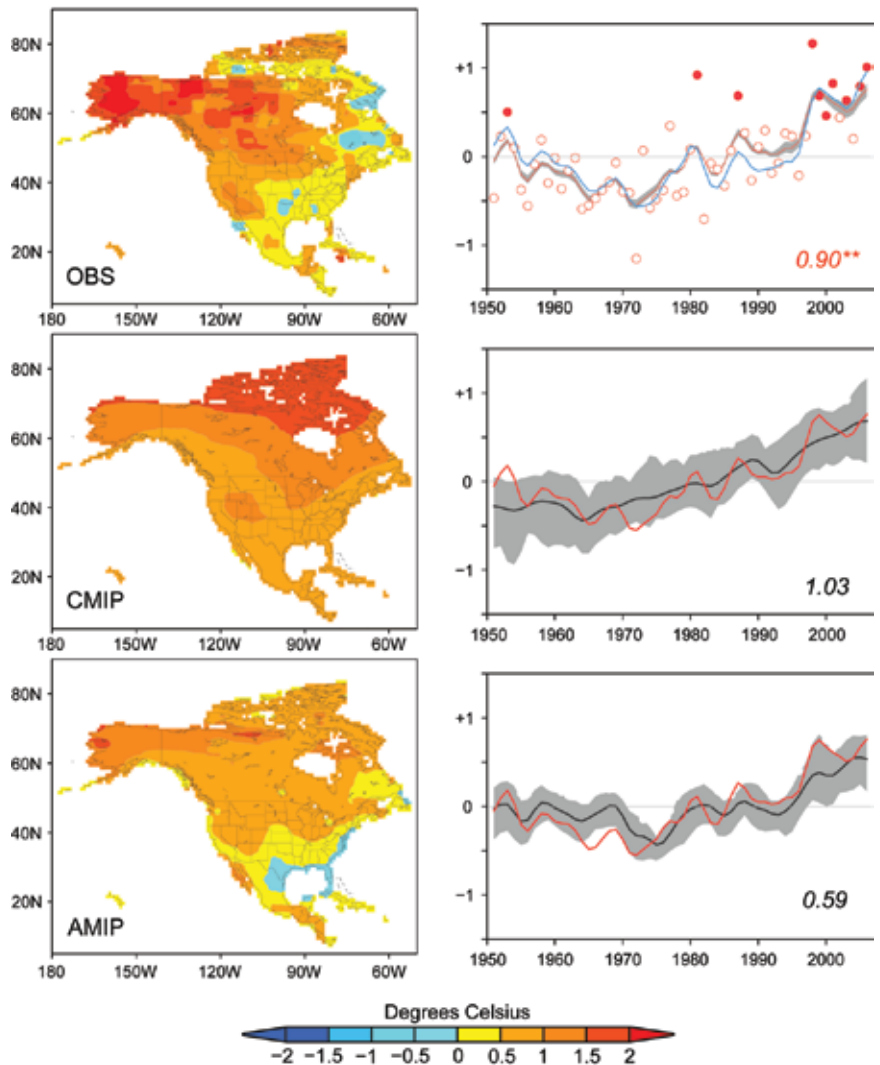 80N
60N
40N
20N
OBS
180 150W 120W 90W 60W
+1
0
−1
0.90**
1950 1960 1970 1980 1990 2000
80N
60N
40N
20N
CMIP
180 150W 120W 90W 60W
+1
0
−1
1.03
1950 1960 1970 1980 1990 2000
80N
60N
40N
20N
AMIP
180 150W 120W 90W 60W
+1
0
−1
0.59
1950 1960 1970 1980 1990 2000
Degrees Celsius
−2 −1.5 −1 −0.5 0 0.5 1 1.5 2